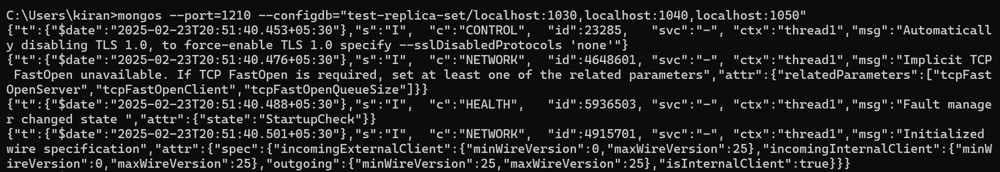 C:\Users\kiran>mongos --port=1210 --configdb="test-replica-set/localhost:1030,localhost:1040,localhost:1050"
{"t":{"$date":"2025-02-23T20:51:40.453+05:30"},"s":"I",  "c":"CONTROL",  "id":23285,   "svc":"-", "ctx":"thread1","msg":"Automaticall
y disabling TLS 1.0, to force-enable TLS 1.0 specify --sslDisabledProtocols 'none'"}
{"t":{"$date":"2025-02-23T20:51:40.476+05:30"},"s":"I",  "c":"NETWORK",  "id":4648601, "svc":"-", "ctx":"thread1","msg":"Implicit TCP
 FastOpen unavailable. If TCP FastOpen is required, set at least one of the related parameters","attr":{"relatedParameters":["tcpFast
OpenServer","tcpFastOpenClient","tcpFastOpenQueueSize"]}}
{"t":{"$date":"2025-02-23T20:51:40.488+05:30"},"s":"I",  "c":"HEALTH",   "id":5936503, "svc":"-", "ctx":"thread1","msg":"Fault manage
r changed state ","attr":{"state":"StartupCheck"}}
{"t":{"$date":"2025-02-23T20:51:40.501+05:30"},"s":"I",  "c":"NETWORK",  "id":4915701, "svc":"-", "ctx":"thread1","msg":"Initialized
wire specification","attr":{"spec":{"incomingExternalClient":{"minWireVersion":0,"maxWireVersion":25},"incomingInternalClient":{"minW
ireVersion":0,"maxWireVersion":25},"outgoing":{"minWireVersion":25,"maxWireVersion":25},"isInternalClient":true}}}